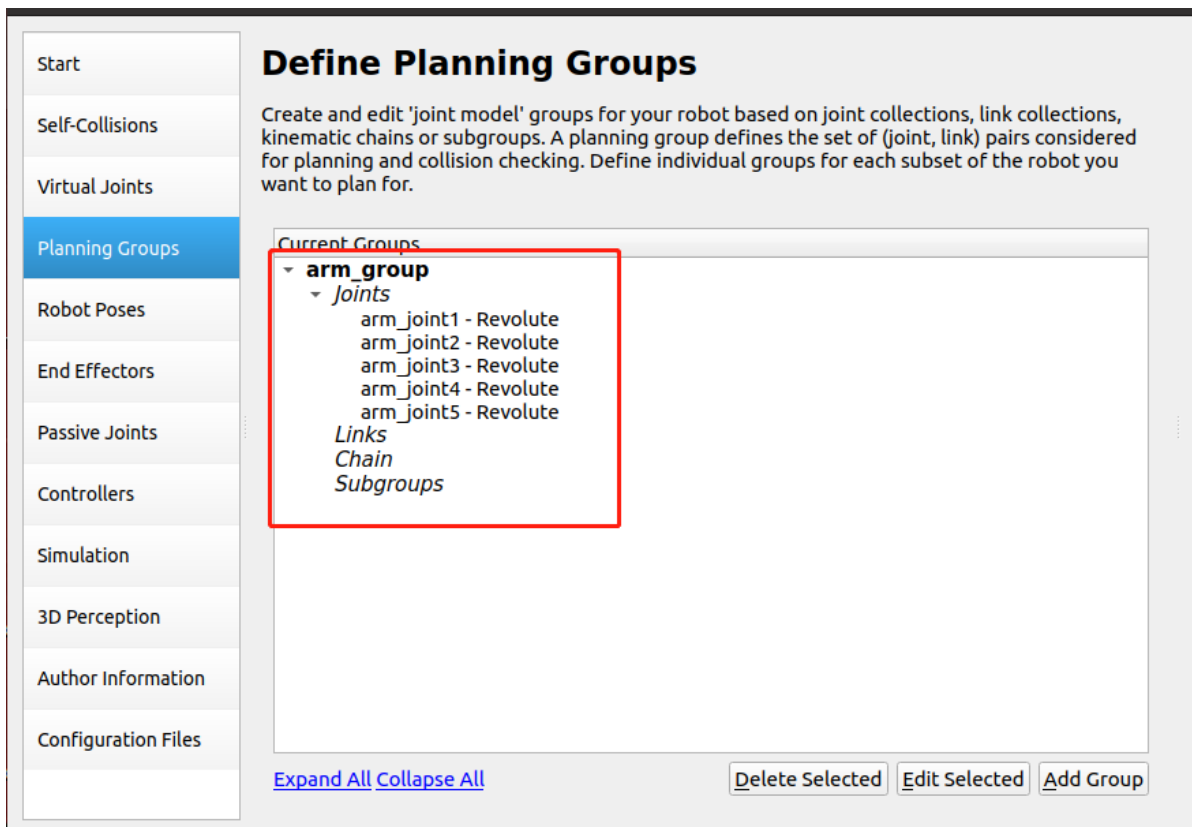 Start
Self-Collisions
Virtual Joints
Planning Groups
Robot Poses
End Effectors
Passive Joints
Controllers
Simulation
3D Perception
Author Information
Configuration Files
Define Planning Groups
Create and edit 'joint model' groups for your robot based on joint collections, link collections,
kinematic chains or subgroups. A planning group defines the set of (joint, link) pairs considered
for planning and collision checking. Define individual groups for each subset of the robot you
want to plan for.
Current Groups
arm_group
Joints
arm_joint1 - Revolute
arm_joint2 - Revolute
arm_joint3 - Revolute
arm_joint4 - Revolute
arm_joint5 - Revolute
Links
Chain
Subgroups
Expand All Collapse All
Delete Selected
Edit Selected
Add Group